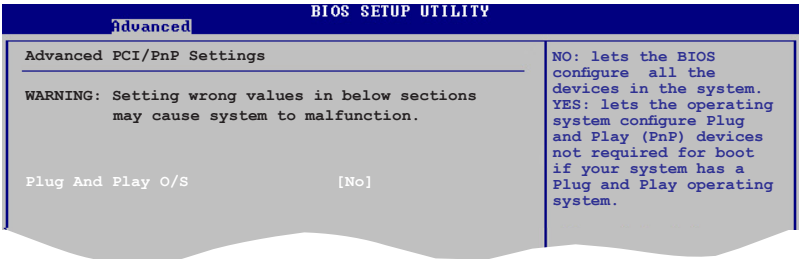 BIOS SETUP UTILITY
Advanced
Advanced PCI/PnP Settings
WARNING: Setting wrong values in below sections
may cause system to malfunction.
Plug And Play O/S [No]
NO: lets the BIOS
configure all the
devices in the system.
YES: lets the operating
system configure Plug
and Play (PnP) devices
not required for boot
if your system has a
Plug and Play operating
system.